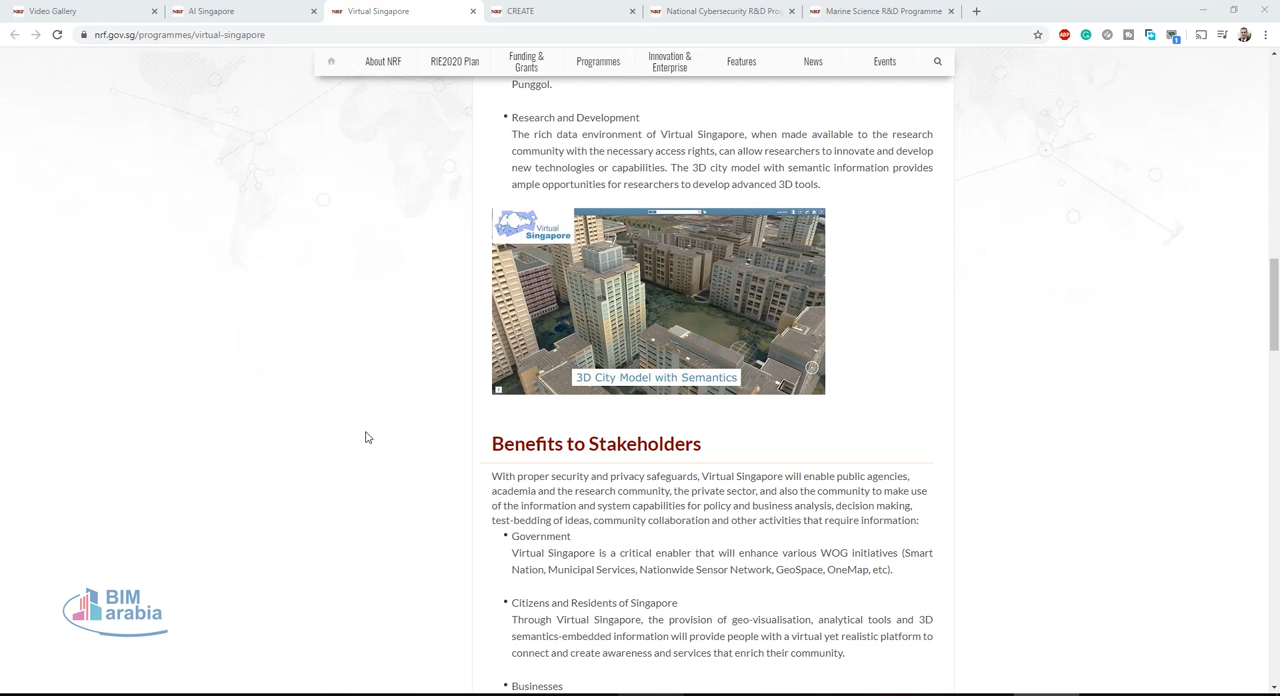 NRF Video Gallery
NRF AI Singapore
NRF Virtual Singapore
NRF CREATE
NRF National Cybersecurity R&D Prog
NRF Marine Science R&D Programme
nrf.gov.sg/programmes/virtual-singapore
ABP
About NRF
RIE2020 Plan
Funding &
Grants
Programmes
Innovation &
Enterprise
Features
News
Events
Punggol.
• Research and Development
The rich data environment of Virtual Singapore, when made available to the research
community with the necessary access rights, can allow researchers to innovate and develop
new technologies or capabilities. The 3D city model with semantic information provides
ample opportunities for researchers to develop advanced 3D tools.
Virtual
Singapore
3D City Model with Semantics
Benefits to Stakeholders
With proper security and privacy safeguards, Virtual Singapore will enable public agencies,
academia and the research community, the private sector, and also the community to make use
of the information and system capabilities for policy and business analysis, decision making,
test-bedding of ideas, community collaboration and other activities that require information:
• Government
Virtual Singapore is a critical enabler that will enhance various WOG initiatives (Smart
Nation, Municipal Services, Nationwide Sensor Network, GeoSpace, OneMap, etc).
• Citizens and Residents of Singapore
Through Virtual Singapore, the provision of geo-visualisation, analytical tools and 3D
semantics-embedded information will provide people with a virtual yet realistic platform to
connect and create awareness and services that enrich their community.
• Businesses
BIM
arabia